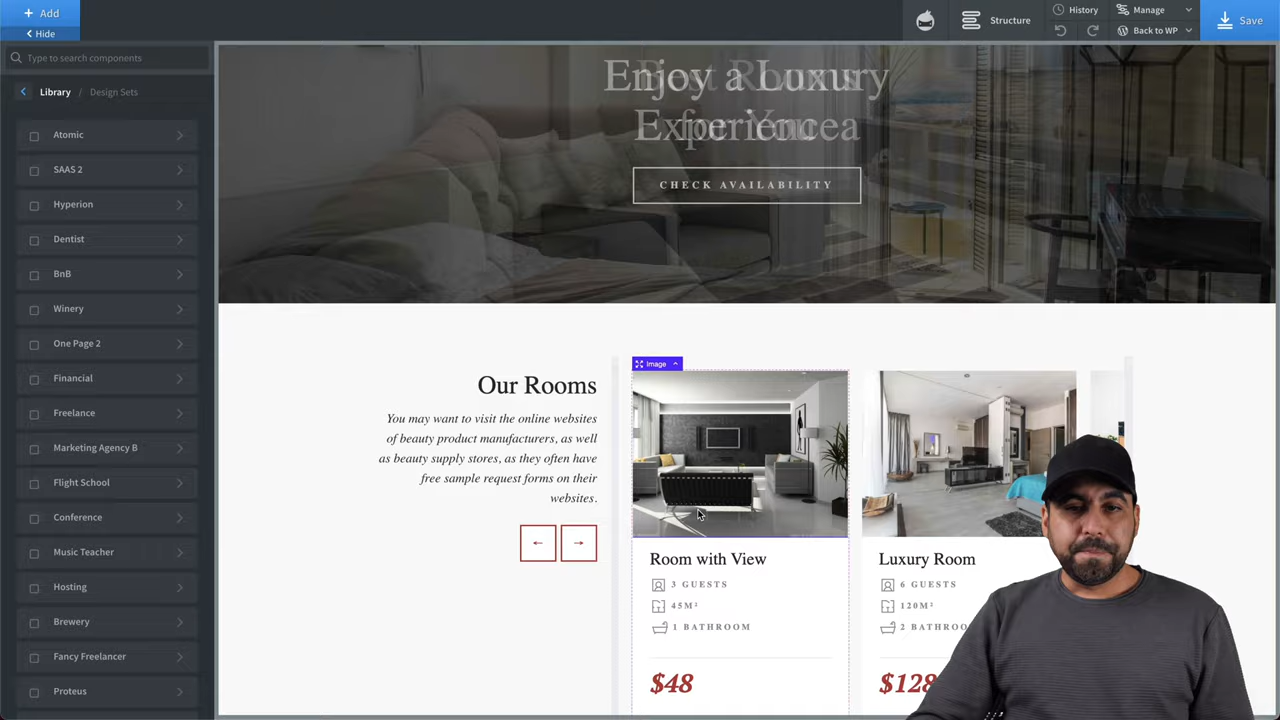 + Add
Hide
Structure
History
Manage
Back to WP
Save
Type to search components
Library / Design Sets
Atomic
SAAS 2
Hyperion
Dentist
BnB
Winery
One Page 2
Financial
Freelance
Marketing Agency B
Flight School
Conference
Music Teacher
Hosting
Brewery
Fancy Freelancer
Proteus
Enjoy a Luxury
Experience
CHECK AVAILABILITY
Our Rooms
You may want to visit the online websites
of beauty product manufacturers, as well
as beauty supply stores, as they often have
free sample request forms on their
websites.
← →
Image
Room with View
3 GUESTS
45M²
1 BATHROOM
$48
Luxury Room
6 GUESTS
120M²
$128